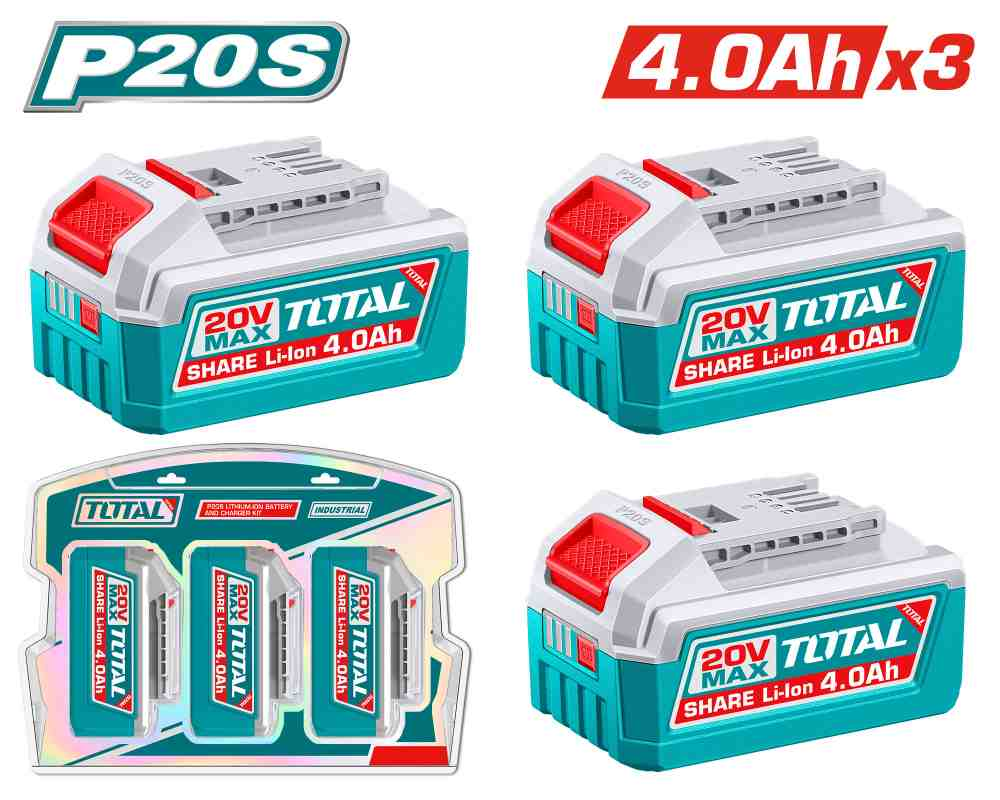 P20S
4.0Ah x3
P20S
TOTAL
20V
MAX
TOTAL
SHARE Li-Ion 4.0Ah
P20S
TOTAL
20V
MAX
TOTAL
SHARE Li-Ion 4.0Ah
TOTAL
P20S LITHIUM-ION BATTERY
AND CHARGER KIT
INDUSTRIAL
20V
MAX
TOTAL
SHARE Li-Ion 4.0Ah
TOTAL
20V
MAX
TOTAL
SHARE Li-Ion 4.0Ah
TOTAL
20V
MAX
TOTAL
SHARE Li-Ion 4.0Ah
TOTAL
P20S
TOTAL
20V
MAX
TOTAL
SHARE Li-Ion 4.0Ah